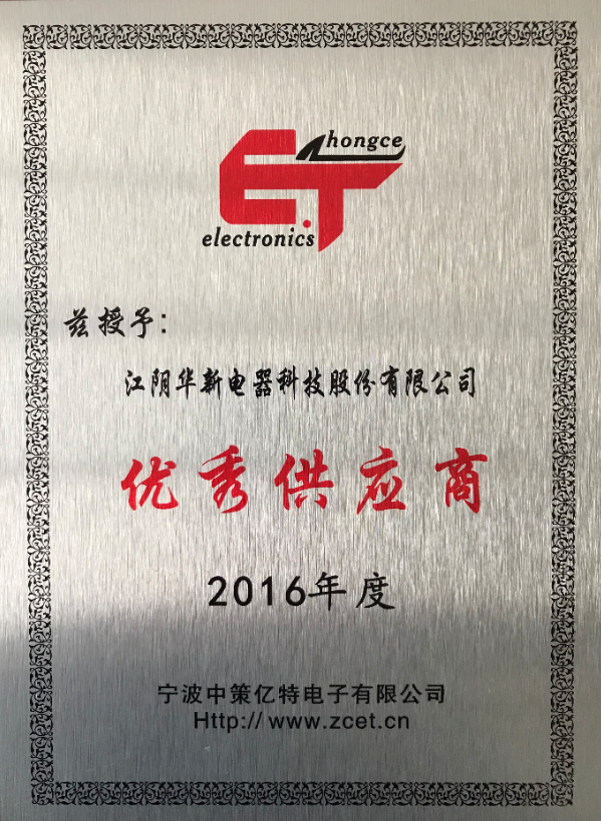 hongce
E.T
electronics
兹授予：
江阴华新电器科技股份有限公司
优秀供应商
2016年度
宁波中策亿特电子有限公司
Http://www.zcet.cn